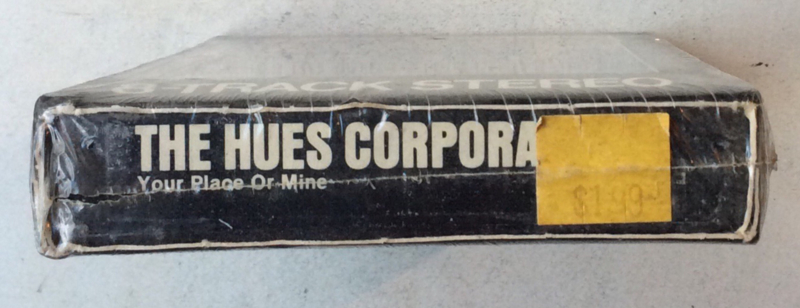 8 TRACK STEREO
THE HUES CORPORA
Your Place Or Mine
$1.99